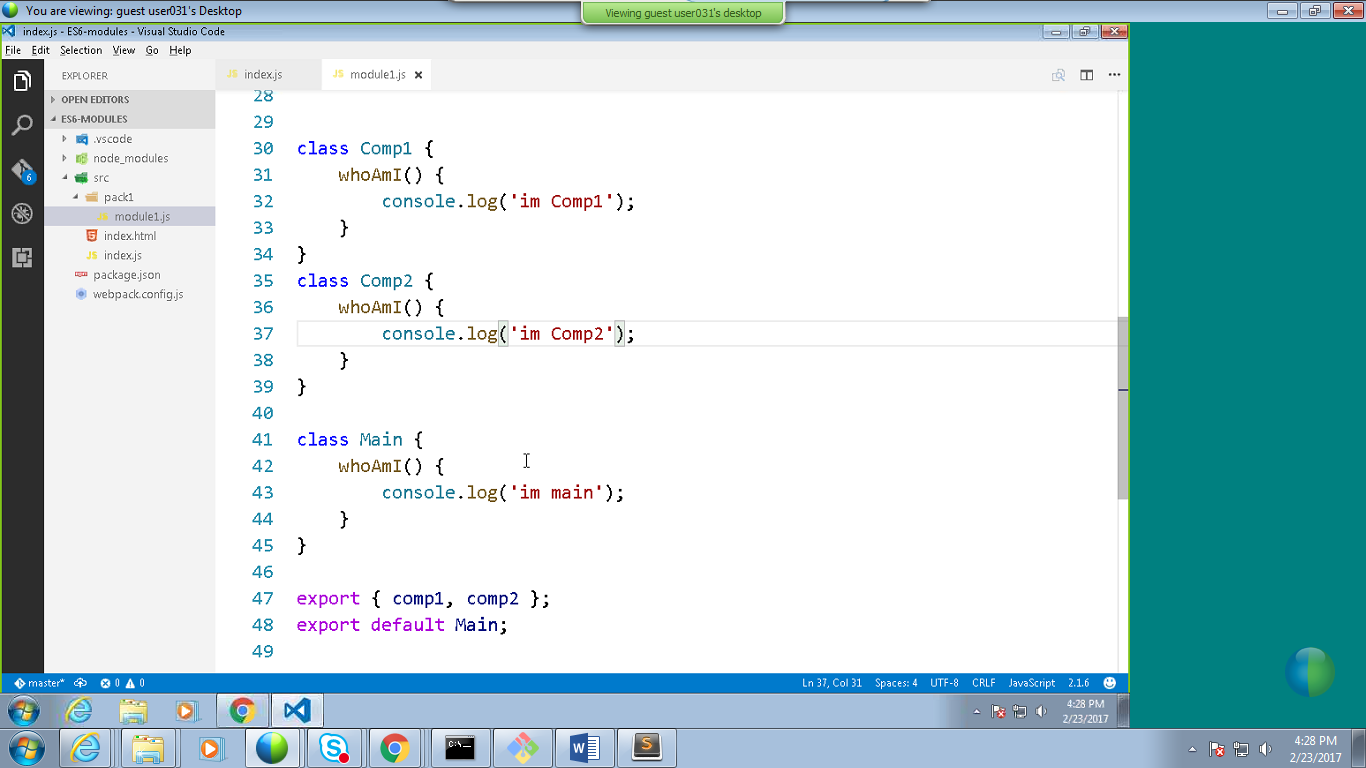 You are viewing: guest user031's Desktop
Viewing guest user031's desktop
index.js - ES6-modules - Visual Studio Code
File Edit Selection View Go Help
EXPLORER
JS index.js
JS module1.js
OPEN EDITORS
ES6-MODULES
.vscode
node_modules
src
pack1
JS module1.js
index.html
JS index.js
package.json
webpack.config.js
6
28
29
30 class Comp1 {
31 whoAmI() {
32 console.log('im Comp1');
33 }
34 }
35 class Comp2 {
36 whoAmI() {
37 console.log('im Comp2');
38 }
39 }
40
41 class Main {
42 whoAmI() {
43 console.log('im main');
44 }
45 }
46
47 export { comp1, comp2 };
48 export default Main;
49
master* 0 0 Ln 37, Col 31 Spaces: 4 UTF-8 CRLF JavaScript 2.1.6
4:28 PM
2/23/2017
4:28 PM
2/23/2017